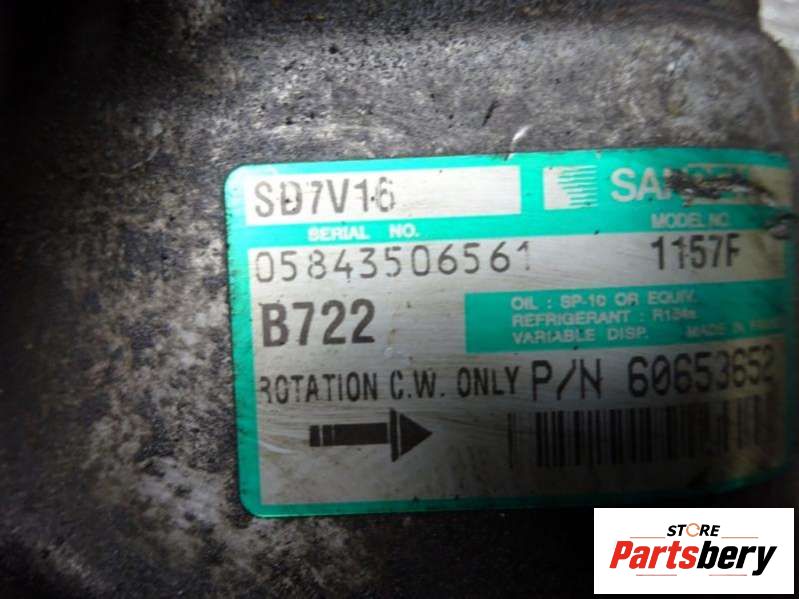 SD7V16
SERIAL NO.
MODEL NO.
05843506561
1157F
B722
OIL : SP-10 OR EQUIV.
REFRIGERANT : R134a
VARIABLE DISP. MADE IN
ROTATION C.W. ONLY
P/N 60653652
STORE
Partsbery